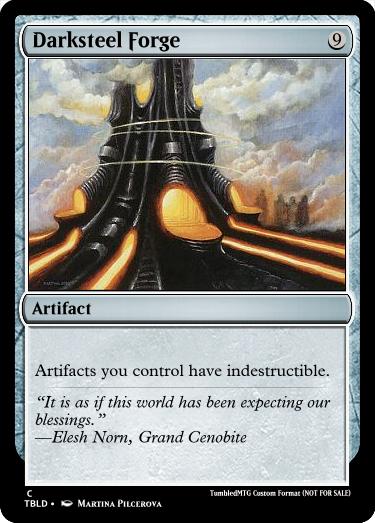 Darksteel Forge 9
Artifact
Artifacts you control have indestructible.
"It is as if this world has been expecting our
blessings."
—Elesh Norn, Grand Cenobite
C
TBLD • Martina Pilcerova
TumbledMTG Custom Format (NOT FOR SALE)